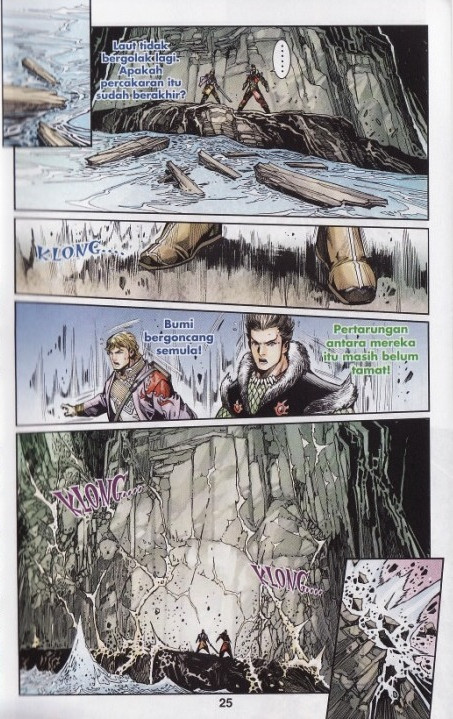 Laut tidak
bergolak lagi.
Apakah
percakaran itu
sudah berakhir?
......
KLONG....
Bumi
bergoncang
semula!
Pertarungan
antara mereka
itu masih belum
tamat!
KLONG....
KLONG....
25